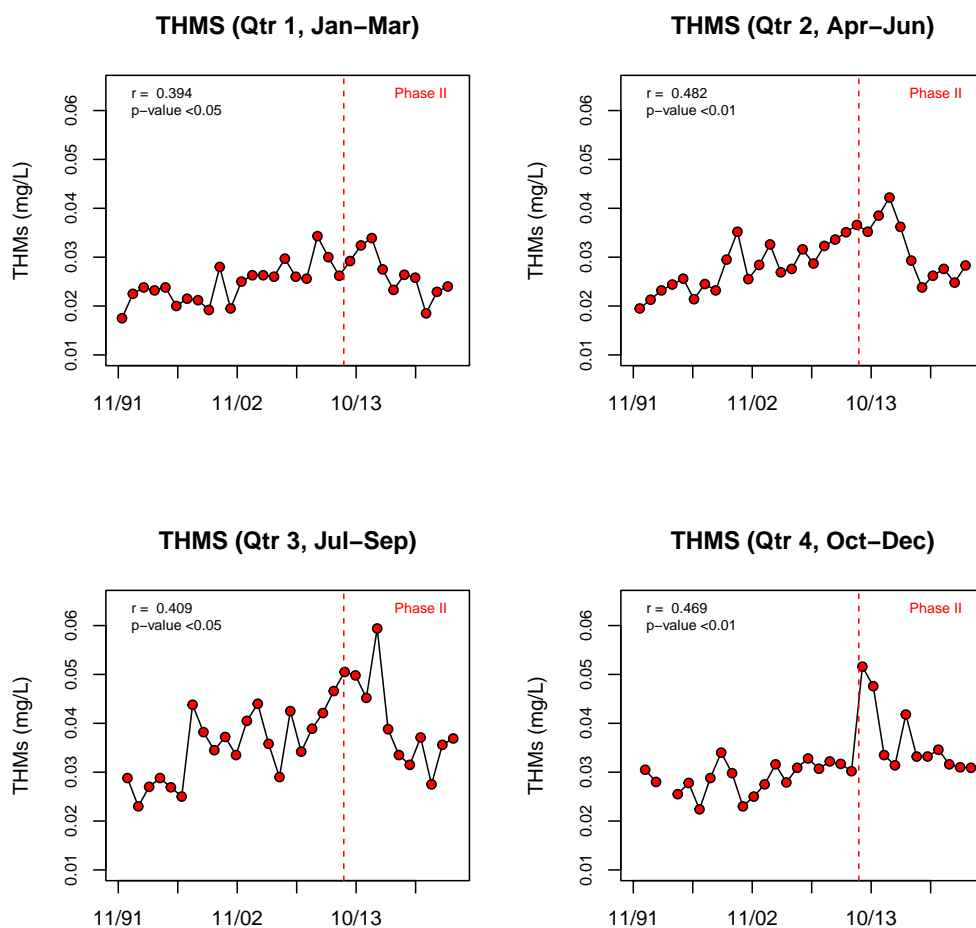 THMS (Qtr 1, Jan−Mar)
r = 0.394
p−value <0.05
Phase II
THMs (mg/L)
0.06
0.05
0.04
0.03
0.02
0.01
11/91
11/02
10/13
THMS (Qtr 2, Apr−Jun)
r = 0.482
p−value <0.01
Phase II
THMs (mg/L)
0.06
0.05
0.04
0.03
0.02
0.01
11/91
11/02
10/13
THMS (Qtr 3, Jul−Sep)
r = 0.409
p−value <0.05
Phase II
THMs (mg/L)
0.06
0.05
0.04
0.03
0.02
0.01
11/91
11/02
10/13
THMS (Qtr 4, Oct−Dec)
r = 0.469
p−value <0.01
Phase II
THMs (mg/L)
0.06
0.05
0.04
0.03
0.02
0.01
11/91
11/02
10/13